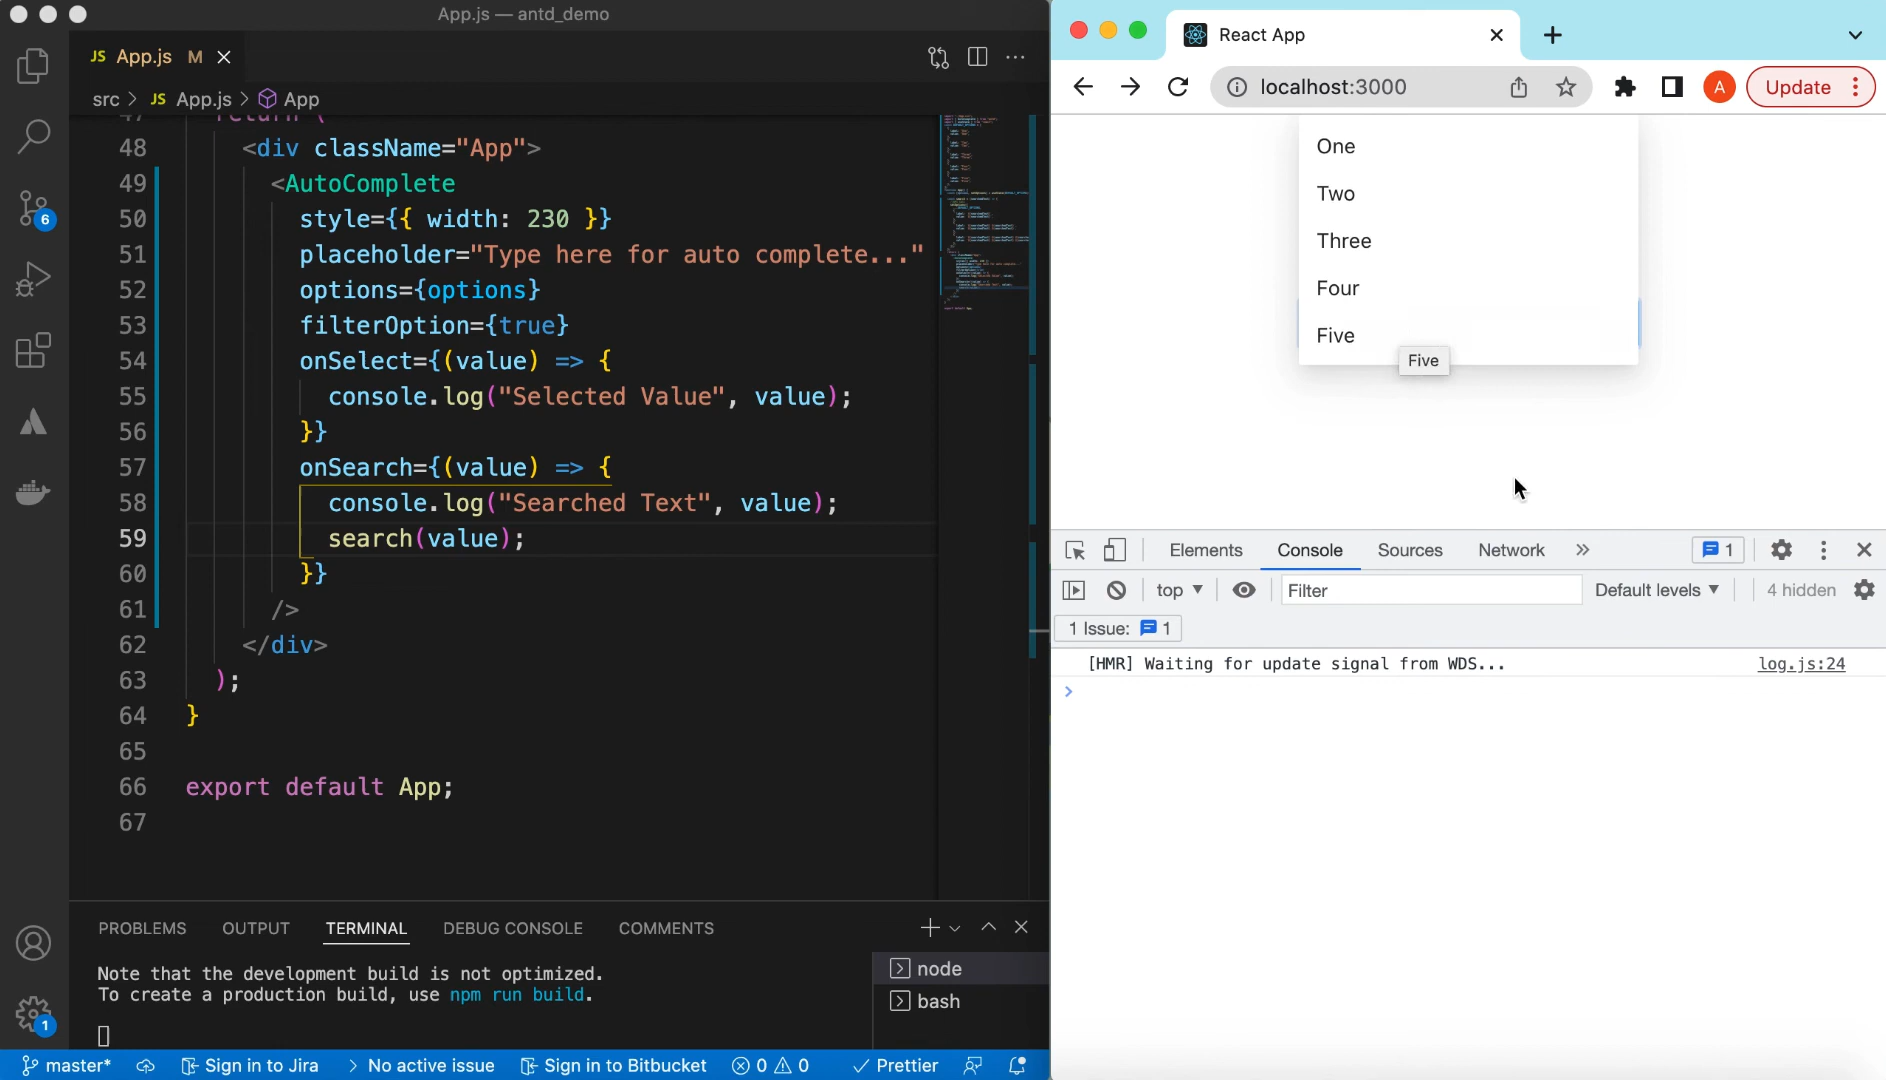 App.js — antd_demo
JS App.js M
src > JS App.js > App
47 return (
48 <div className="App">
49 <AutoComplete
50 style={{ width: 230 }}
51 placeholder="Type here for auto complete..."
52 options={options}
53 filterOption={true}
54 onSelect={(value) => {
55 console.log("Selected Value", value);
56 }}
57 onSearch={(value) => {
58 console.log("Searched Text", value);
59 search(value);
60 }}
61 />
62 </div>
63 );
64 }
65
66 export default App;
67
6
1
PROBLEMS OUTPUT TERMINAL DEBUG CONSOLE COMMENTS
Note that the development build is not optimized.
To create a production build, use npm run build.
node
bash
master* Sign in to Jira > No active issue Sign in to Bitbucket 0 0 Prettier
React App
localhost:3000 A Update
One
Two
Three
Four
Five
Five
Elements Console Sources Network » 1
top Filter Default levels 4 hidden
1 Issue: 1
[HMR] Waiting for update signal from WDS... log.js:24
>